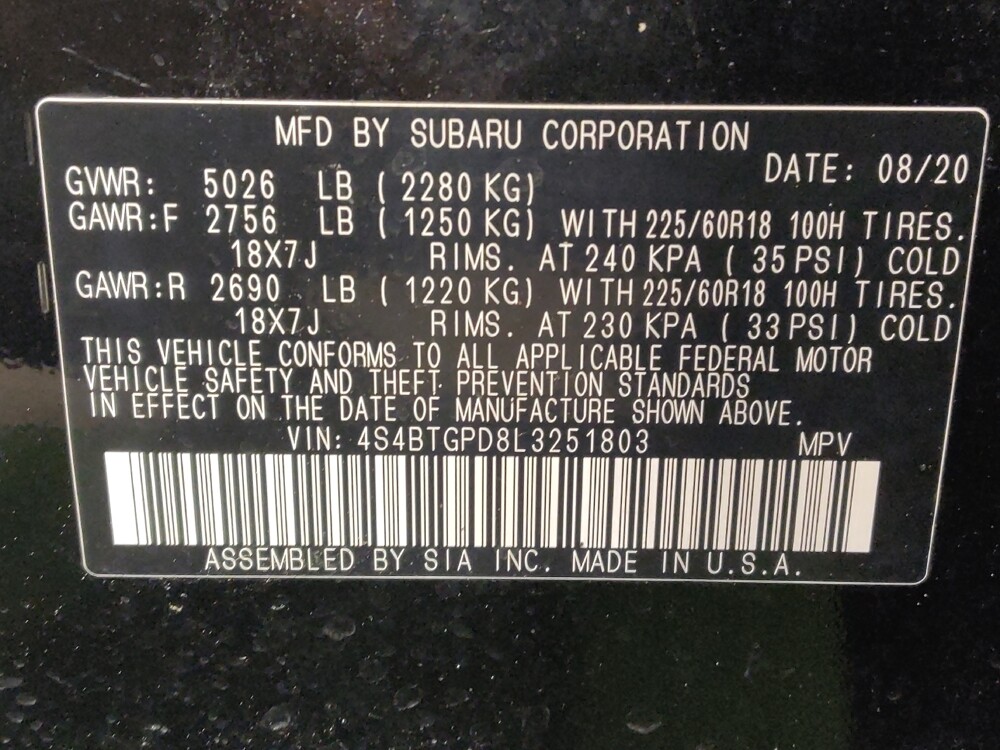 MFD BY SUBARU CORPORATION
DATE: 08/20
GVWR: 5026 LB ( 2280 KG)
GAWR:F 2756 LB ( 1250 KG) WITH 225/60R18 100H TIRES.
18X7J RIMS. AT 240 KPA ( 35 PSI) COLD
GAWR:R 2690 LB ( 1220 KG) WITH 225/60R18 100H TIRES.
18X7J RIMS. AT 230 KPA ( 33 PSI) COLD
THIS VEHICLE CONFORMS TO ALL APPLICABLE FEDERAL MOTOR
VEHICLE SAFETY AND THEFT PREVENTION STANDARDS
IN EFFECT ON THE DATE OF MANUFACTURE SHOWN ABOVE.
VIN: 4S4BTGPD8L3251803 MPV
ASSEMBLED BY SIA INC. MADE IN U.S.A.